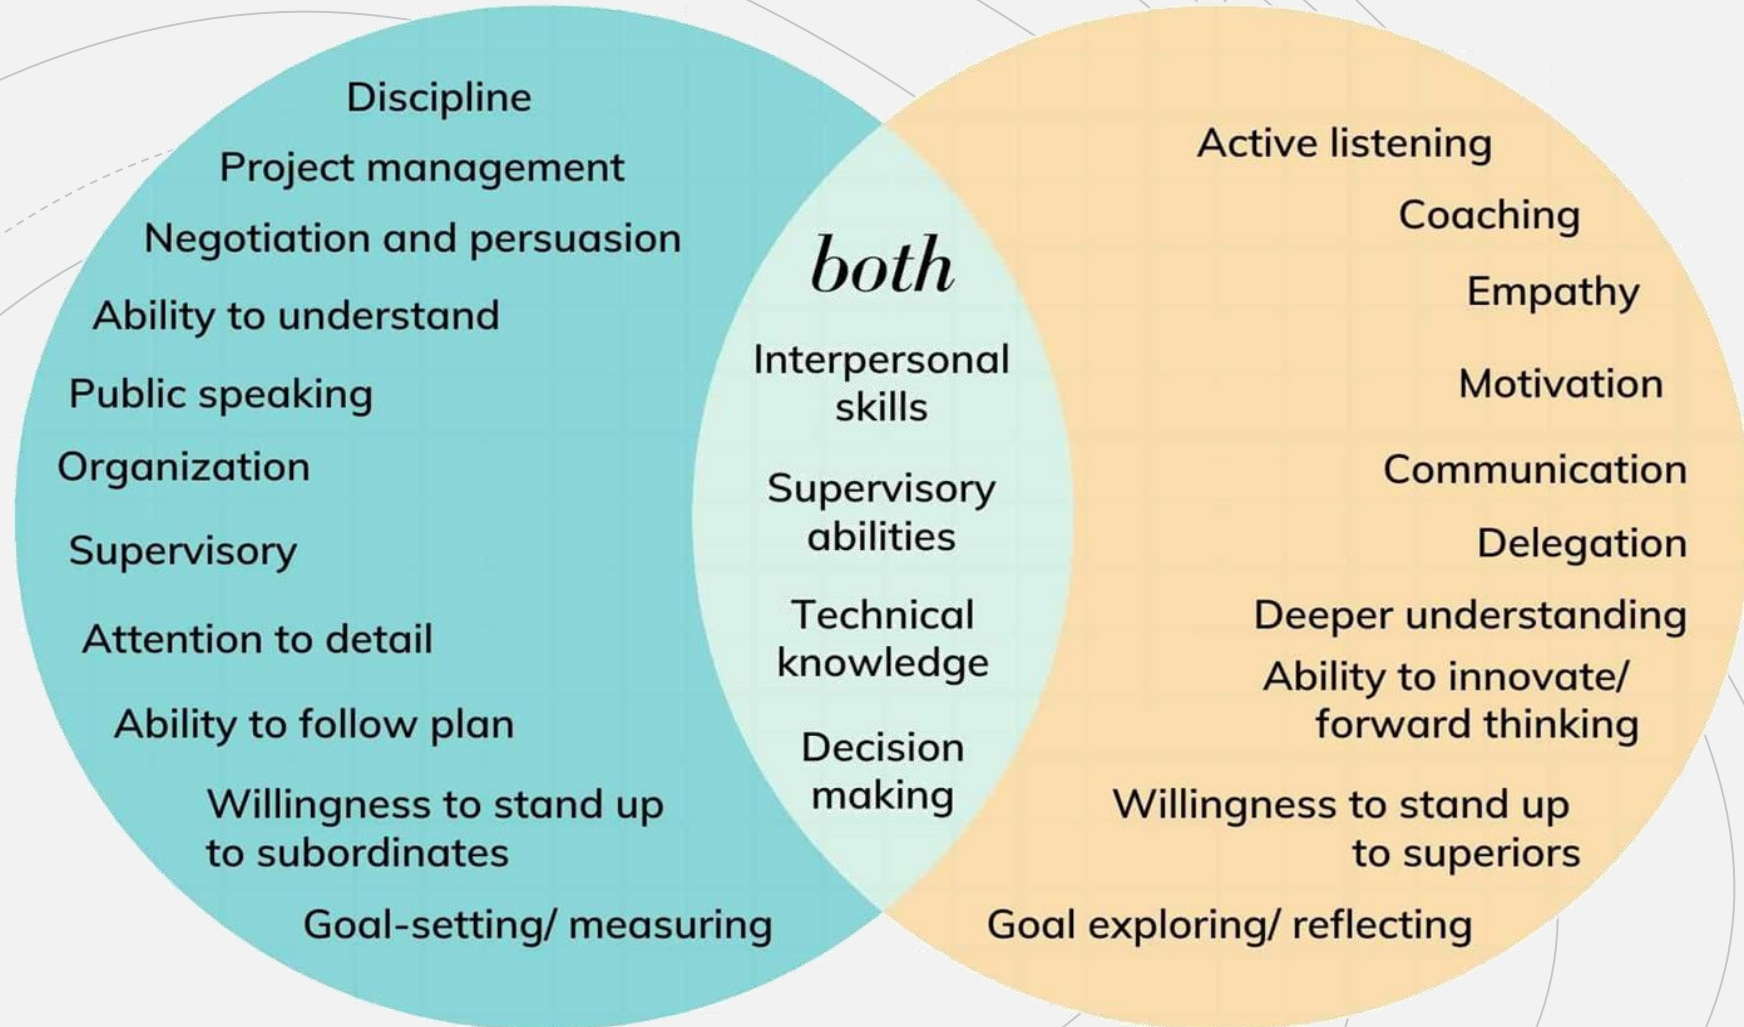 Discipline
Project management
Negotiation and persuasion
Ability to understand
Public speaking
Organization
Supervisory
Attention to detail
Ability to follow plan
Willingness to stand up
to subordinates
Goal-setting/ measuring
both
Interpersonal
skills
Supervisory
abilities
Technical
knowledge
Decision
making
Active listening
Coaching
Empathy
Motivation
Communication
Delegation
Deeper understanding
Ability to innovate/
forward thinking
Willingness to stand up
to superiors
Goal exploring/ reflecting